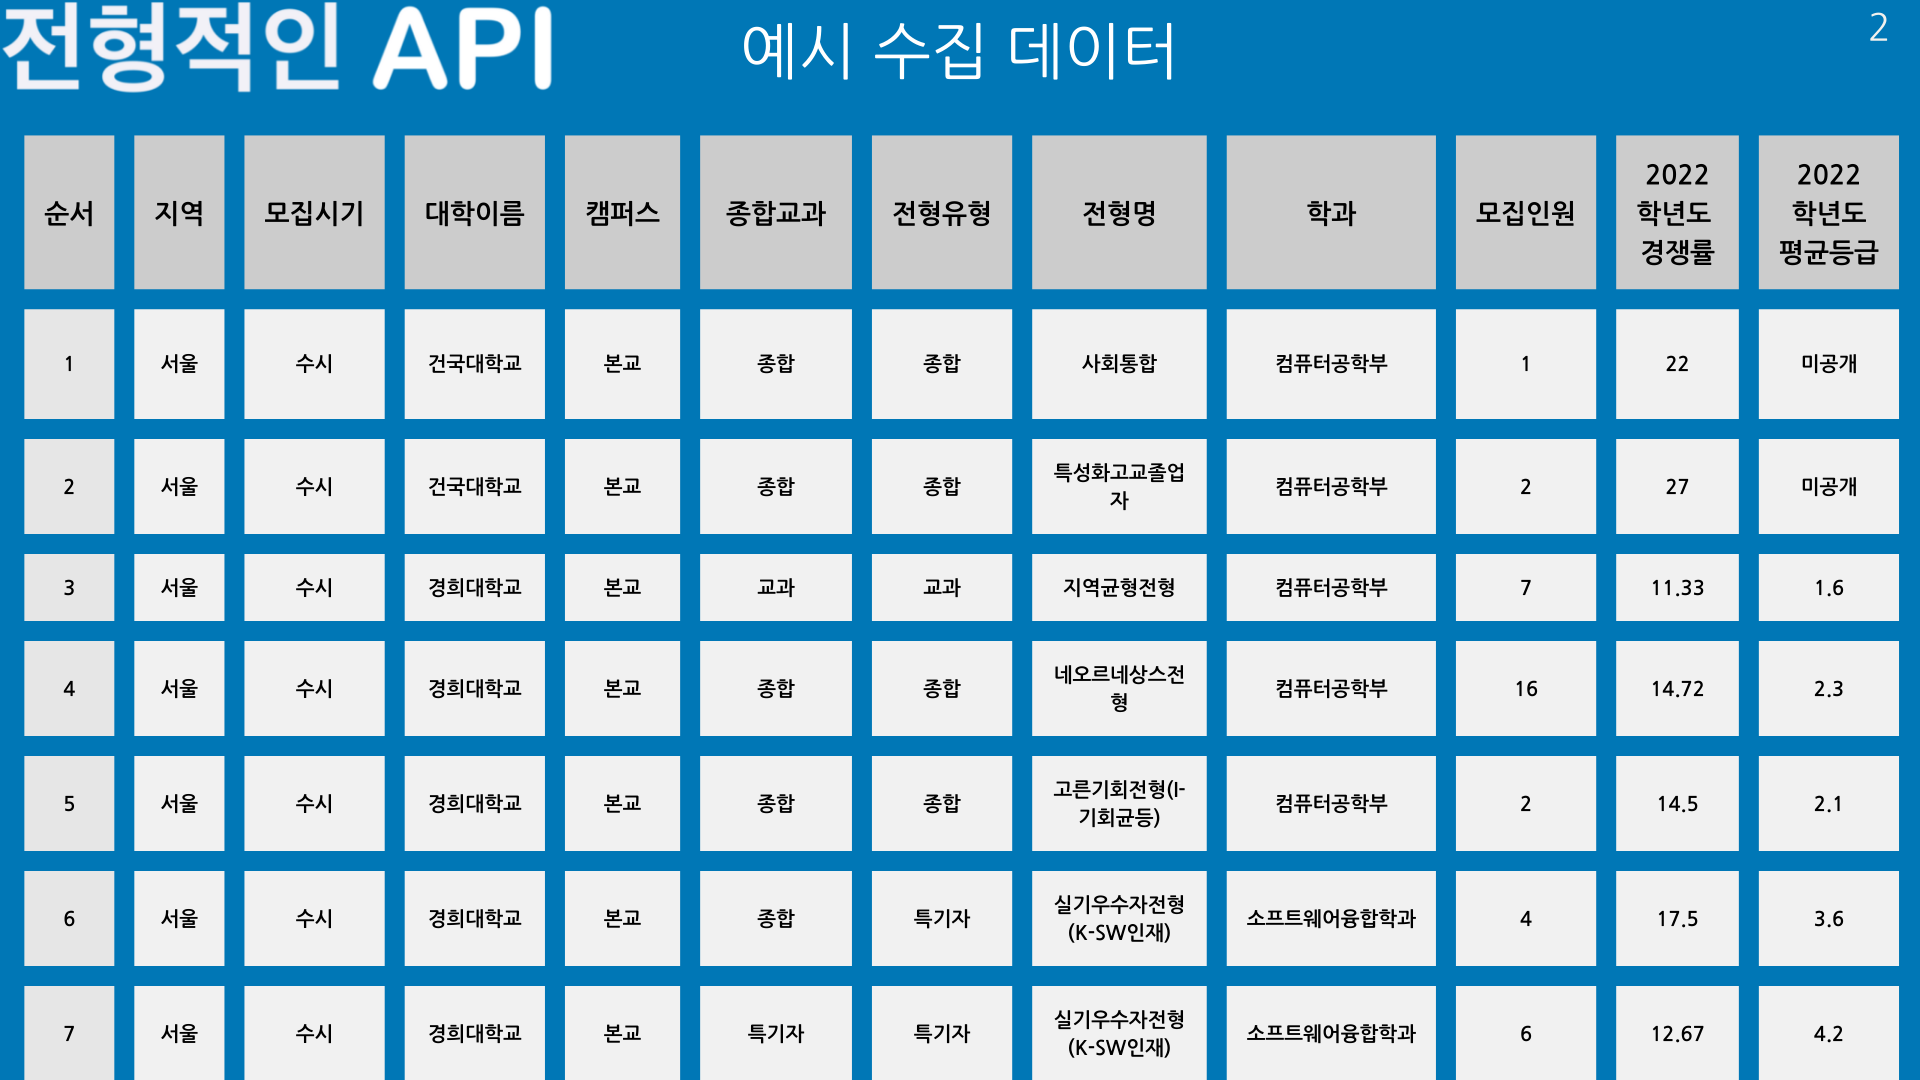 전형적인 API
예시 수집 데이터
2
순서 지역 모집시기 대학이름 캠퍼스 종합교과 전형유형 전형명 학과 모집인원 2022 학년도 경쟁률 2022 학년도 평균등급
1 서울 수시 건국대학교 본교 종합 종합 사회통합 컴퓨터공학부 1 22 미공개
2 서울 수시 건국대학교 본교 종합 종합 특성화고교졸업자 컴퓨터공학부 2 27 미공개
3 서울 수시 경희대학교 본교 교과 교과 지역균형전형 컴퓨터공학부 7 11.33 1.6
4 서울 수시 경희대학교 본교 종합 종합 네오르네상스전형 컴퓨터공학부 16 14.72 2.3
5 서울 수시 경희대학교 본교 종합 종합 고른기회전형(I-기회균등) 컴퓨터공학부 2 14.5 2.1
6 서울 수시 경희대학교 본교 종합 특기자 실기우수자전형(K-SW인재) 소프트웨어융합학과 4 17.5 3.6
7 서울 수시 경희대학교 본교 특기자 특기자 실기우수자전형(K-SW인재) 소프트웨어융합학과 6 12.67 4.2